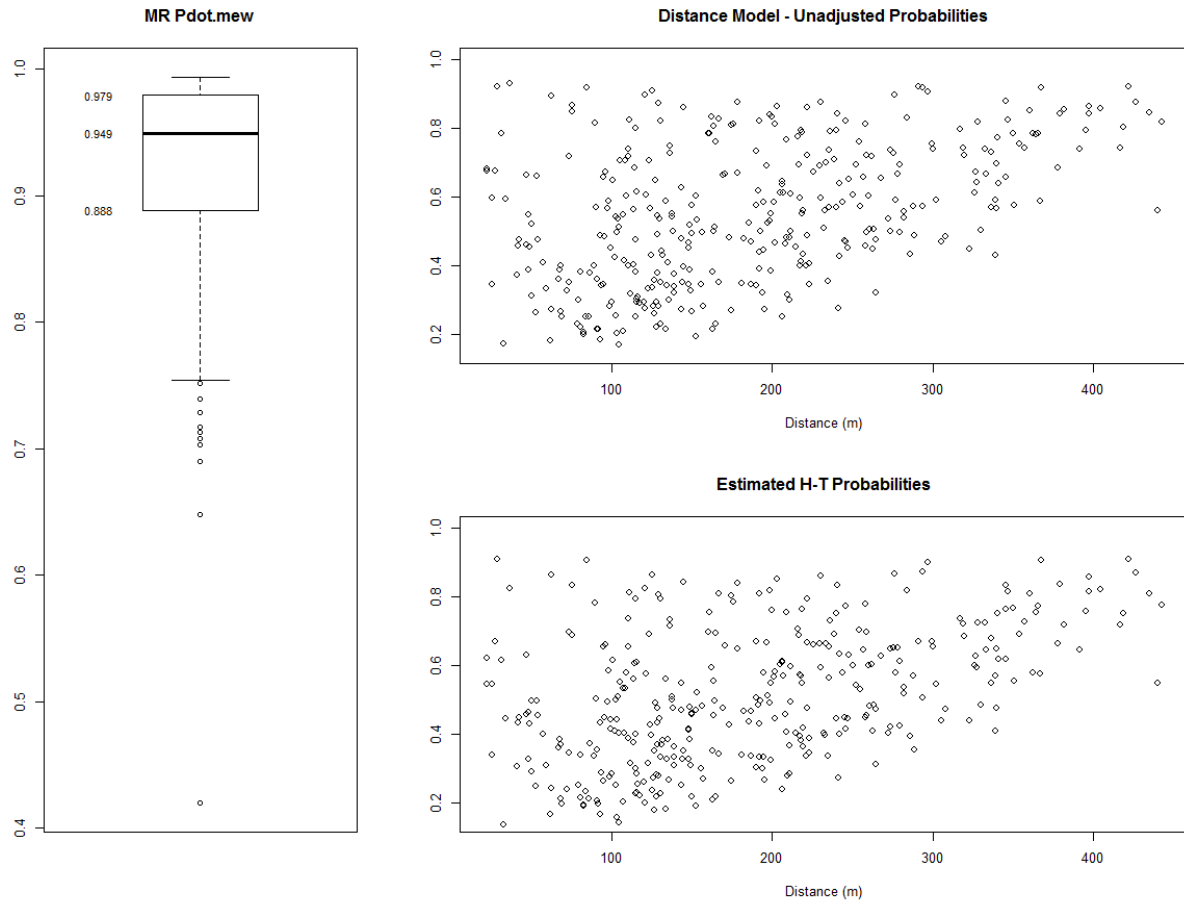 MR Pdot.mew
1.0
0.9
0.8
0.7
0.6
0.5
0.4
0.979
0.949
0.888
Distance Model - Unadjusted Probabilities
1.0
0.8
0.6
0.4
0.2
100 200 300 400
Distance (m)
Estimated H-T Probabilities
1.0
0.8
0.6
0.4
0.2
100 200 300 400
Distance (m)